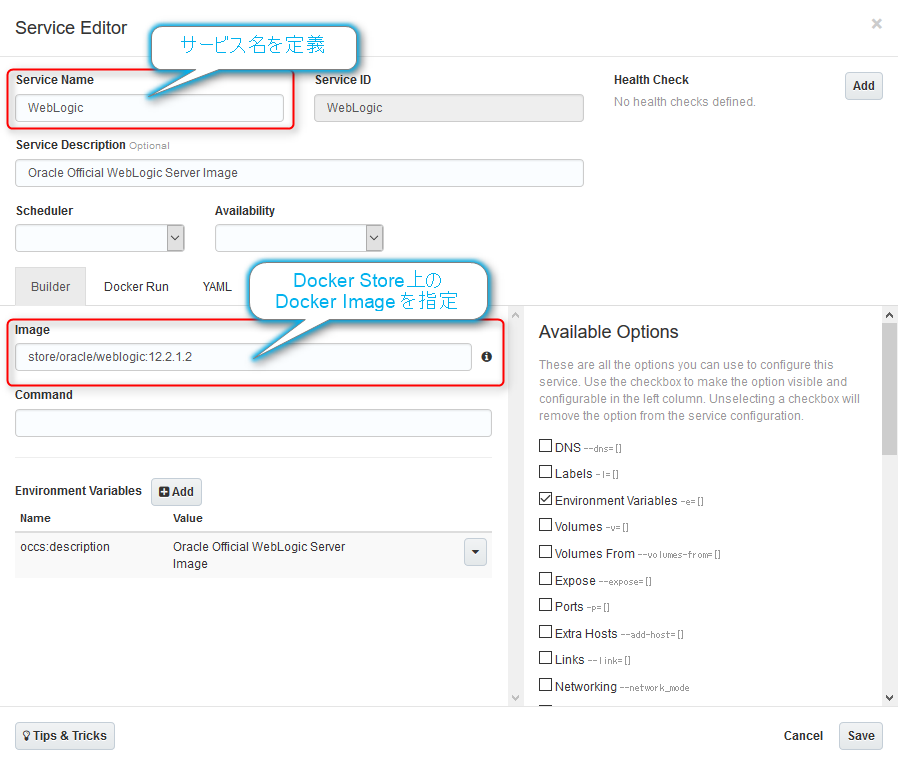 Service Editor
サービス名を定義
Service Name
Service ID
Health Check
Add
WebLogic
WebLogic
No health checks defined.
Service Description Optional
Oracle Official WebLogic Server Image
Scheduler
Availability
Builder
Docker Run
YAML
Docker Store上の
Docker Imageを指定
Image
store/oracle/weblogic:12.2.1.2
Command
Environment Variables
Add
Name
Value
occs:description
Oracle Official WebLogic Server
Image
Available Options
These are all the options you can use to configure this
service. Use the checkbox to make the option visible and
configurable in the left column. Unselecting a checkbox will
remove the option from the service configuration.
DNS --dns=[]
Labels -l=[]
Environment Variables -e=[]
Volumes -v=[]
Volumes From --volumes-from=[]
Expose --expose=[]
Ports -p=[]
Extra Hosts --add-host=[]
Links --link=[]
Networking --network_mode
Tips & Tricks
Cancel
Save